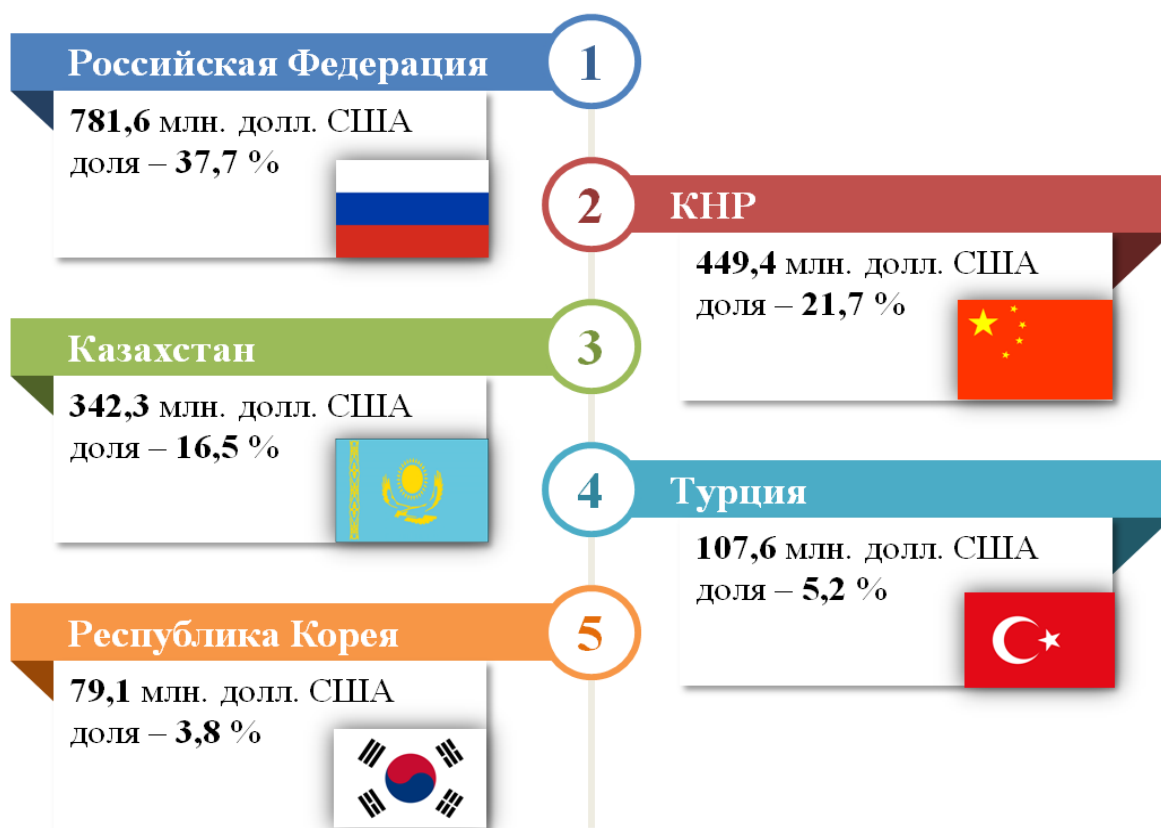 Российская Федерация
1
781,6 млн. долл. США
доля – 37,7 %
2
КНР
449,4 млн. долл. США
доля – 21,7 %
Казахстан
3
342,3 млн. долл. США
доля – 16,5 %
4
Турция
107,6 млн. долл. США
доля – 5,2 %
Республика Корея
5
79,1 млн. долл. США
доля – 3,8 %